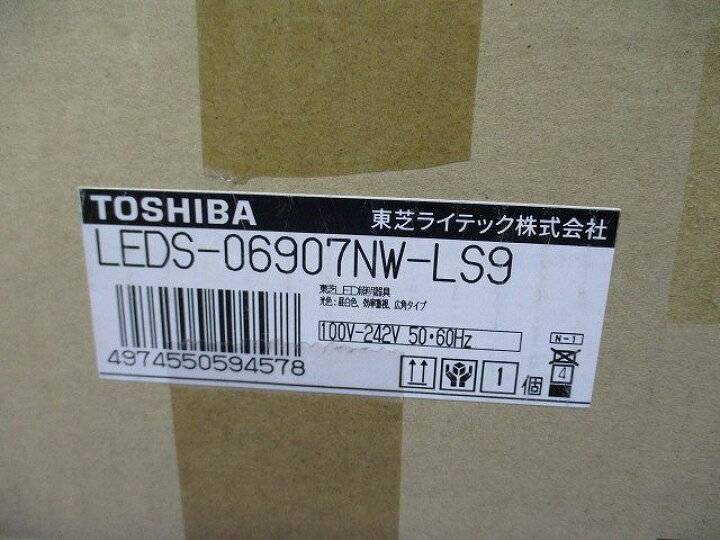 TOSHIBA 東芝ライテック株式会社
LEDS-06907NW-LS9
東芝LED照明器具
光色:昼白色、効率重視、広角タイプ
100V-242V 50・60Hz
4974550594578
1個
N-1
4